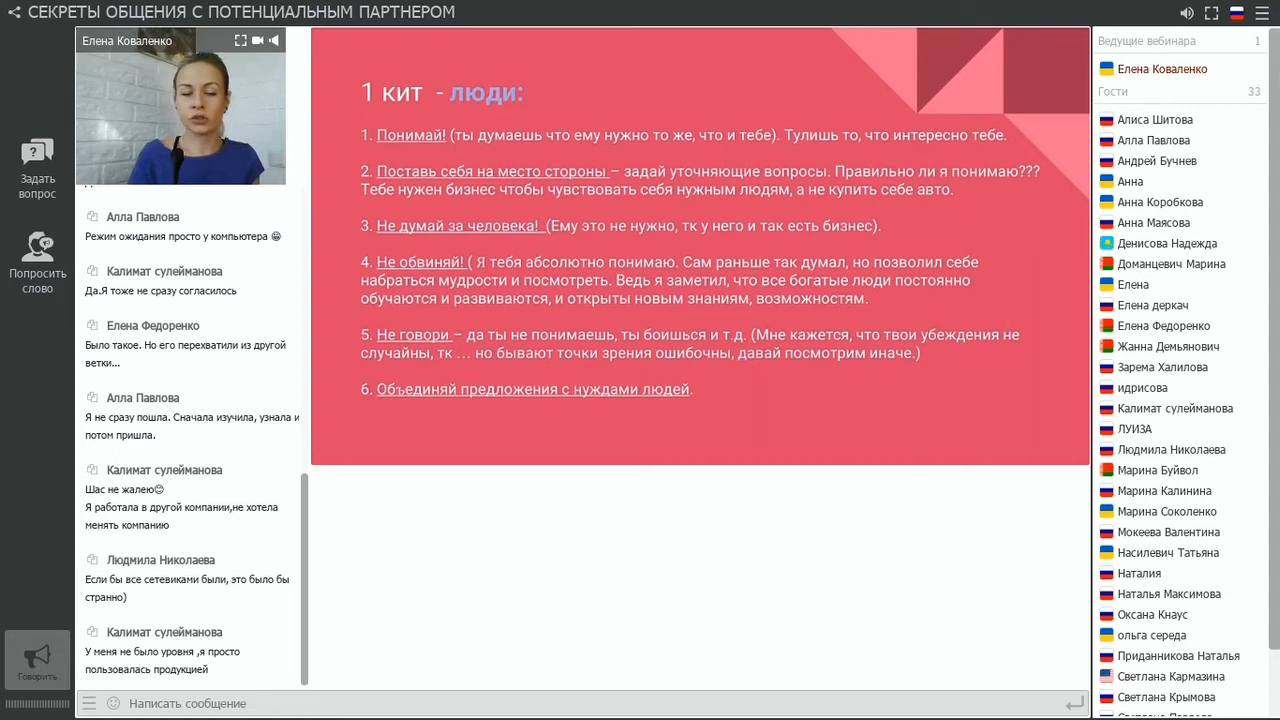 СЕКРЕТЫ ОБЩЕНИЯ С ПОТЕНЦИАЛЬНЫМ ПАРТНЕРОМ
Задать
вопрос
Попросить
слово
Говорить
Елена Коваленко
Алла Павлова
Режим ожидания просто у компьютера 😁
Калимат сулейманова
Да.Я тоже не сразу согласилось
Елена Федоренко
Было такое. Но его перехватили из другой
ветки...
Алла Павлова
Я не сразу пошла. Сначала изучила, узнала и
потом пришла.
Калимат сулейманова
Шас не жалею😊
Я работала в другой компании,не хотела
менять компанию
Людмила Николаева
Если бы все сетевиками были, это было бы
странно)
Калимат сулейманова
У меня не было уровня ,я просто
пользовалась продукцией
Написать сообщение
1 кит - люди:
1. Понимай! (ты думаешь что ему нужно то же, что и тебе). Тулишь то, что интересно тебе.
2. Поставь себя на место стороны – задай уточняющие вопросы. Правильно ли я понимаю???
Тебе нужен бизнес чтобы чувствовать себя нужным людям, а не купить себе авто.
3. Не думай за человека! (Ему это не нужно, тк у него и так есть бизнес).
4. Не обвиняй! ( Я тебя абсолютно понимаю. Сам раньше так думал, но позволил себе
набраться мудрости и посмотреть. Ведь я заметил, что все богатые люди постоянно
обучаются и развиваются, и открыты новым знаниям, возможностям.
5. Не говори – да ты не понимаешь, ты боишься и т.д. (Мне кажется, что твои убеждения не
случайны, тк … но бывают точки зрения ошибочны, давай посмотрим иначе.)
6. Объединяй предложения с нуждами людей.
Ведущие вебинара 1
Елена Коваленко
Гости 33
Алиса Шитова
Алла Павлова
Андрей Бучнев
Анна
Анна Коробкова
Анна Маясова
Денисова Надежда
Доманцевич Марина
Елена
Елена деркач
Елена Федоренко
Жанна Демьянович
Зарема Халилова
идрисова
Калимат сулейманова
ЛУИЗА
Людмила Николаева
Марина Буйвол
Марина Калинина
Марина Соколенко
Мокеева Валентина
Насилевич Татьяна
Наталия
Наталья Максимова
Оксана Кнаус
ольга середа
Приданникова Наталья
Светлана Кармазина
Светлана Крымова